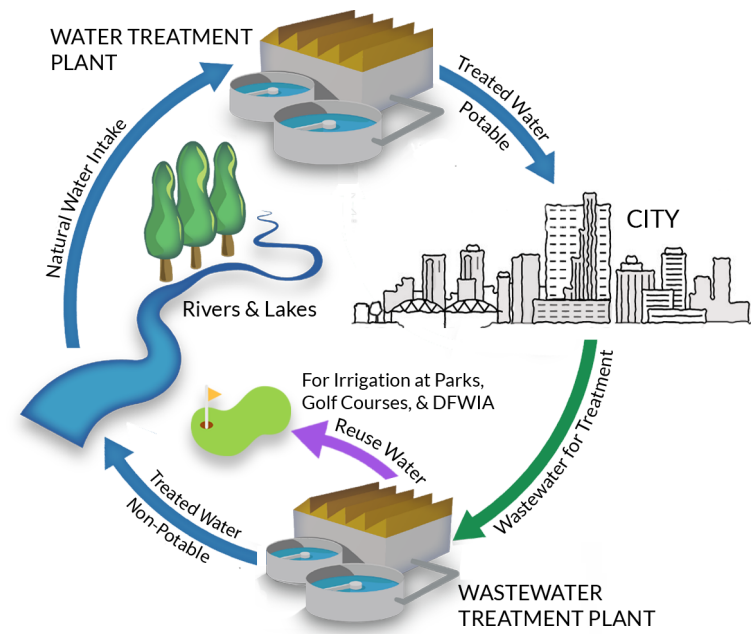 WATER TREATMENT
PLANT
Treated Water
Potable
Natural Water Intake
CITY
Rivers & Lakes
For Irrigation at Parks,
Golf Courses, & DFWIA
Reuse Water
Wastewater for Treatment
Treated Water
Non-Potable
WASTEWATER
TREATMENT PLANT